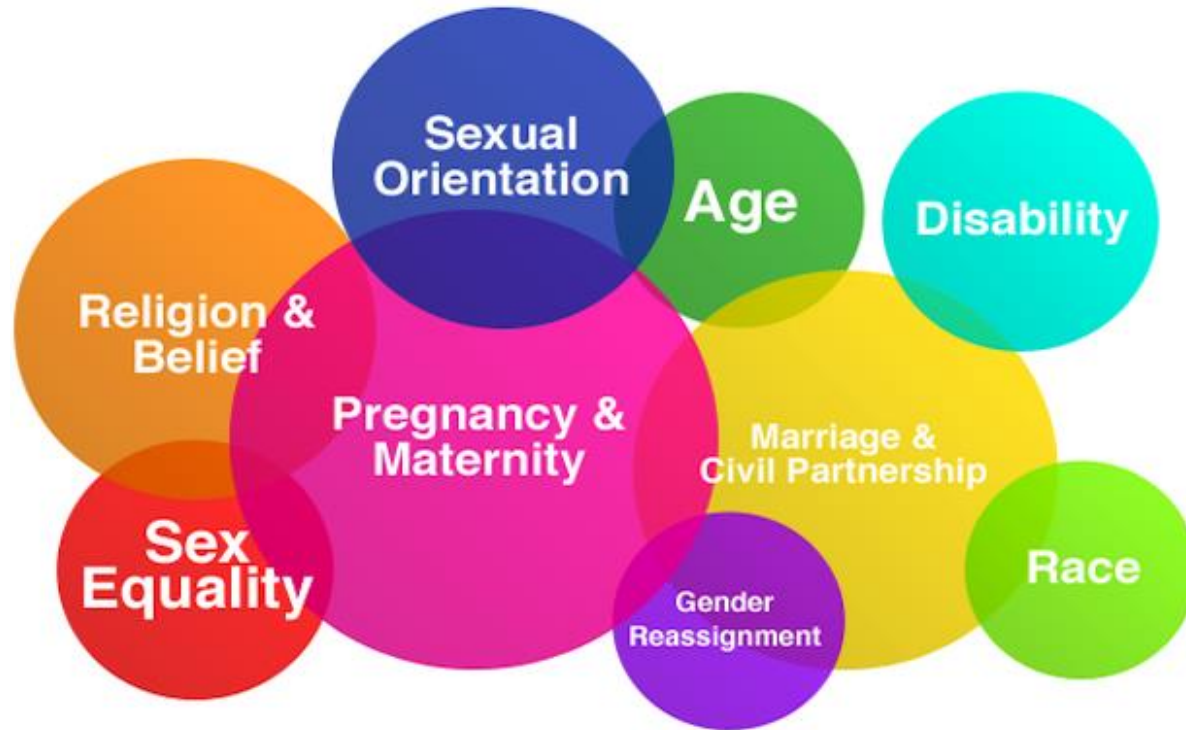 Sexual
Orientation
Age
Disability
Religion &
Belief
Pregnancy &
Maternity
Marriage &
Civil Partnership
Sex
Equality
Gender
Reassignment
Race